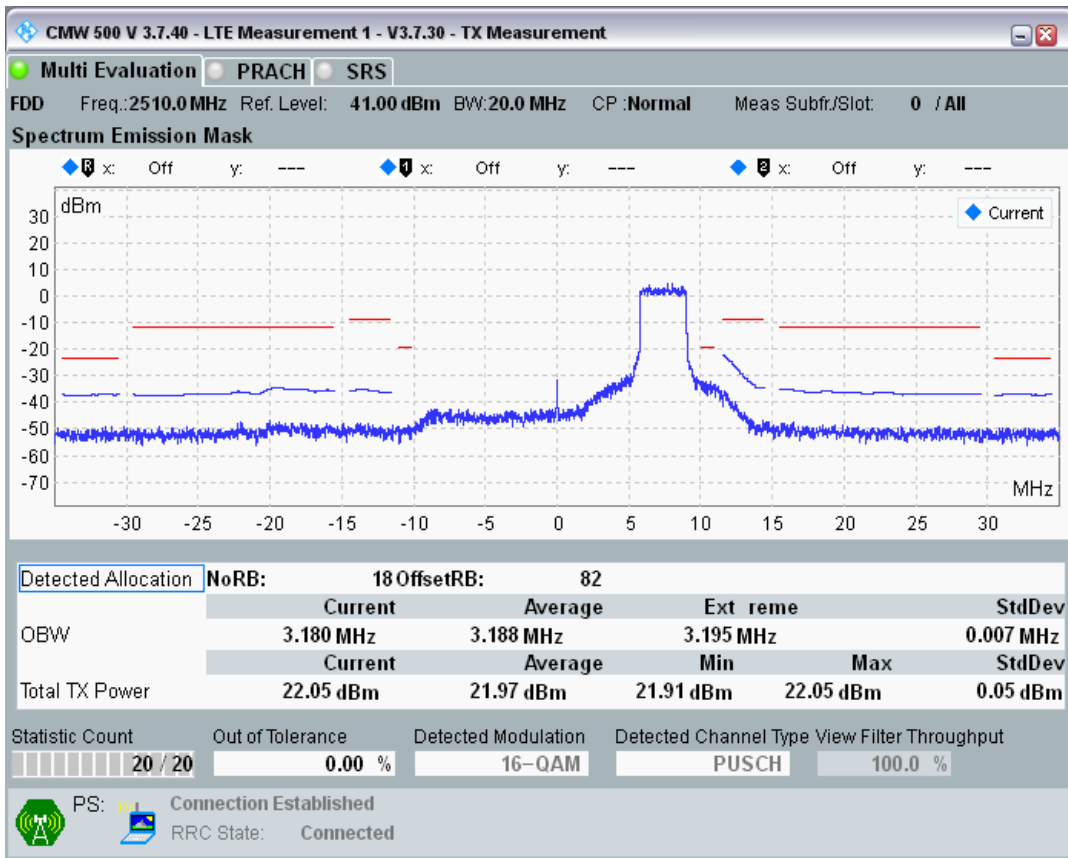 CMW 500 V 3.7.40 - LTE Measurement 1 - V3.7.30 - TX Measurement
Multi Evaluation PRACH SRS
FDD Freq.:2510.0 MHz Ref. Level: 41.00 dBm BW:20.0 MHz CP :Normal Meas Subfr./Slot: 0 / All
Spectrum Emission Mask
R x: Off y: --- 1 x: Off y: --- 2 x: Off y: ---
dBm
Current
30
20
10
0
-10
-20
-30
-40
-50
-60
-70
MHz
-30 -25 -20 -15 -10 -5 0 5 10 15 20 25 30
Detected Allocation NoRB: 18 OffsetRB: 82
Current Average Ext reme StdDev
OBW 3.180 MHz 3.188 MHz 3.195 MHz 0.007 MHz
Current Average Min Max StdDev
Total TX Power 22.05 dBm 21.97 dBm 21.91 dBm 22.05 dBm 0.05 dBm
Statistic Count Out of Tolerance Detected Modulation Detected Channel Type View Filter Throughput
20 / 20 0.00 % 16-QAM PUSCH 100.0 %
PS: Connection Established
RRC State: Connected